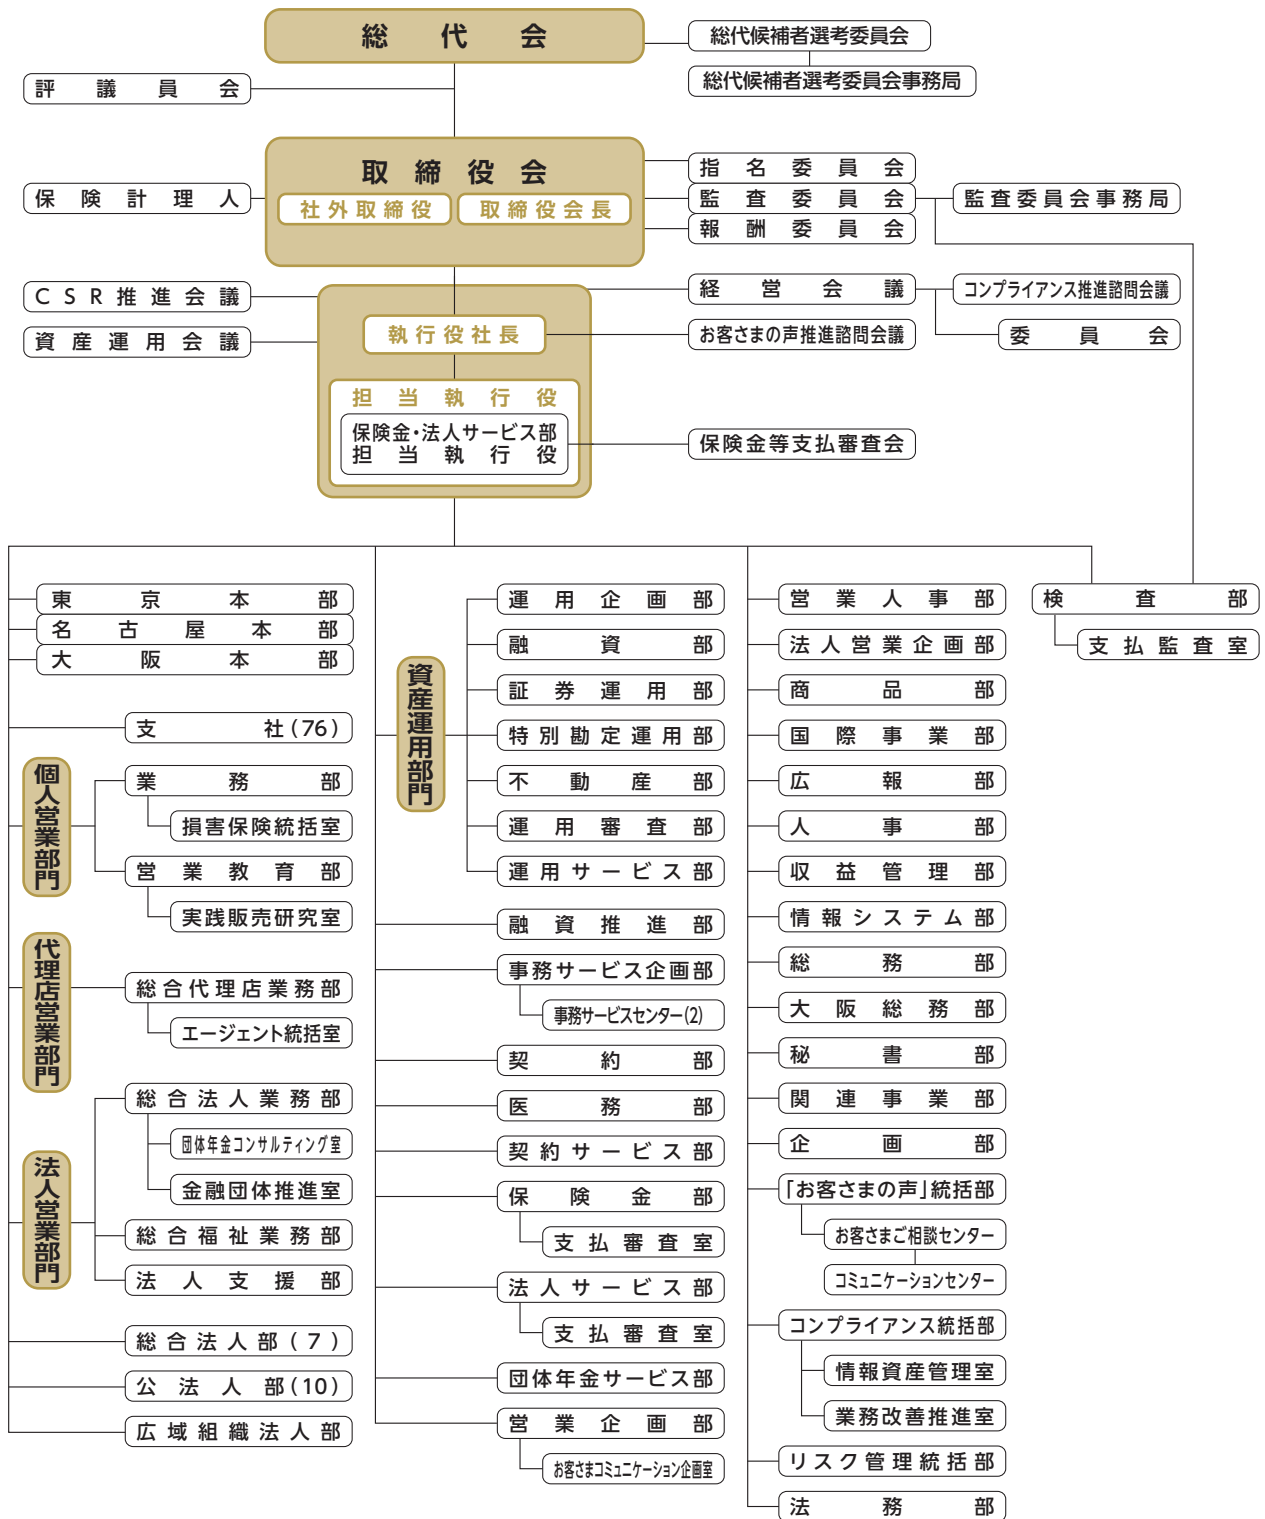 総代会
総代候補者選考委員会
総代候補者選考委員会事務局
評議員会
取締役会
社外取締役
取締役会長
保険計理人
指名委員会
監査委員会
報酬委員会
監査委員会事務局
CSR推進会議
資産運用会議
執行役社長
経営会議
お客さまの声推進諮問会議
コンプライアンス推進諮問会議
委員会
担当執行役
保険金・法人サービス部
担当執行役
保険金等支払審査会
東京本部
名古屋本部
大阪本部
支社(76)
個人営業部門
業務部
損害保険統括室
営業教育部
実践販売研究室
代理店営業部門
総合代理店業務部
エージェント統括室
法人営業部門
総合法人業務部
団体年金コンサルティング室
金融団体推進室
総合福祉業務部
法人支援部
総合法人部(7)
公法人部(10)
広域組織法人部
資産運用部門
運用企画部
融資部
証券運用部
特別勘定運用部
不動産部
運用審査部
運用サービス部
融資推進部
事務サービス企画部
事務サービスセンター(2)
契約部
医務部
契約サービス部
保険金部
支払審査室
法人サービス部
支払審査室
団体年金サービス部
営業企画部
お客さまコミュニケーション企画室
営業人事部
法人営業企画部
商品部
国際事業部
広報部
人事部
収益管理部
情報システム部
総務部
大阪総務部
秘書部
関連事業部
企画部
「お客さまの声」統括部
お客さまご相談センター
コミュニケーションセンター
コンプライアンス統括部
情報資産管理室
業務改善推進室
リスク管理統括部
法務部
検査部
支払監査室